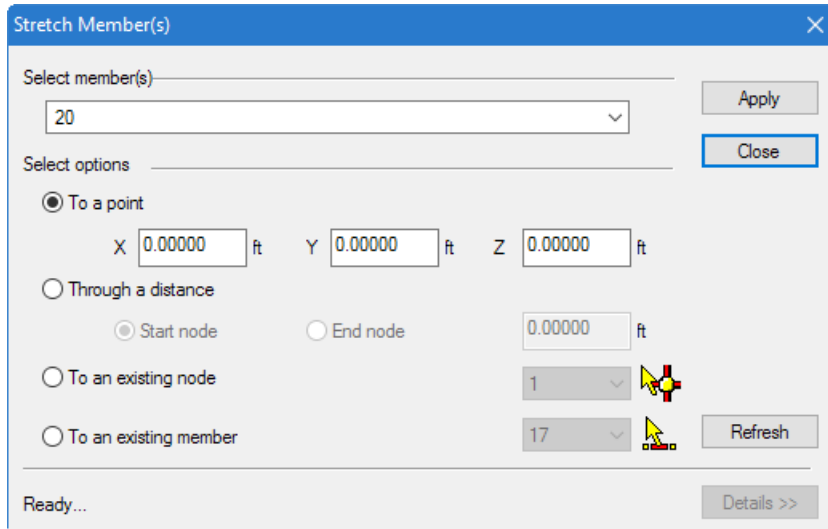 Stretch Member(s)
Select member(s)
20
Apply
Close
Select options
To a point
X 0.00000 ft Y 0.00000 ft Z 0.00000 ft
Through a distance
Start node End node 0.00000 ft
To an existing node 1
To an existing member 17 Refresh
Ready... Details >>